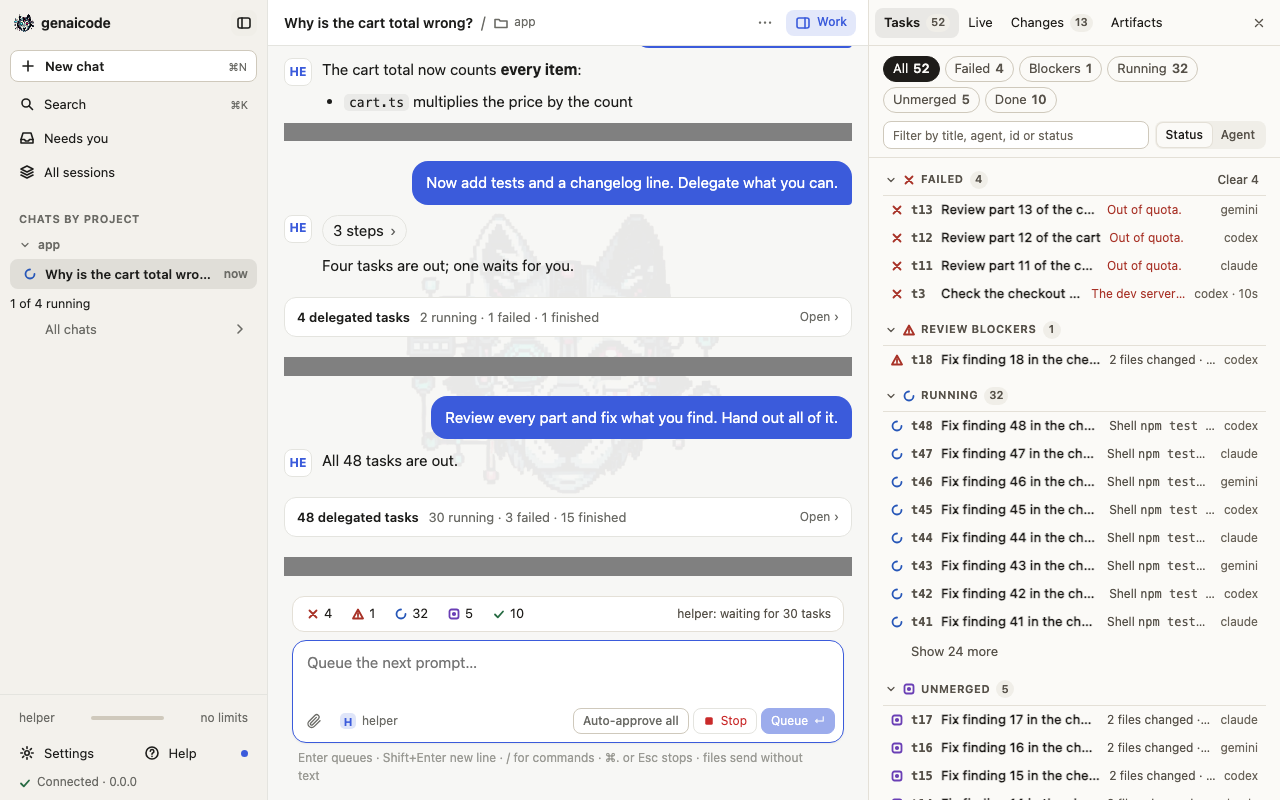 genaicode
New chat ⌘N
Search ⌘K
Needs you
All sessions
CHATS BY PROJECT
app
Why is the cart total wro... now
1 of 4 running
All chats
helper no limits
Settings Help
Connected · 0.0.0
Why is the cart total wrong? / app
Work
HE
The cart total now counts every item:
• cart.ts multiplies the price by the count
Now add tests and a changelog line. Delegate what you can.
HE
3 steps ›
Four tasks are out; one waits for you.
4 delegated tasks 2 running · 1 failed · 1 finished Open ›
Review every part and fix what you find. Hand out all of it.
HE
All 48 tasks are out.
48 delegated tasks 30 running · 3 failed · 15 finished Open ›
4 1 32 5 10 helper: waiting for 30 tasks
Queue the next prompt...
H helper Auto-approve all Stop Queue
Enter queues · Shift+Enter new line · / for commands · ⌘. or Esc stops · files send without
text
Tasks 52 Live Changes 13 Artifacts
All 52 Failed 4 Blockers 1 Running 32
Unmerged 5 Done 10
Filter by title, agent, id or status Status Agent
FAILED 4 Clear 4
t13 Review part 13 of the c... Out of quota. gemini
t12 Review part 12 of the cart Out of quota. codex
t11 Review part 11 of the c... Out of quota. claude
t3 Check the checkout ... The dev server... codex · 10s
REVIEW BLOCKERS 1
t18 Fix finding 18 in the che... 2 files changed · ... codex
RUNNING 32
t48 Fix finding 48 in the ch... Shell npm test ... codex
t47 Fix finding 47 in the ch... Shell npm test... claude
t46 Fix finding 46 in the ch... Shell npm test... gemini
t45 Fix finding 45 in the ch... Shell npm test ... codex
t44 Fix finding 44 in the ch... Shell npm test... claude
t43 Fix finding 43 in the ch... Shell npm test... gemini
t42 Fix finding 42 in the ch... Shell npm test ... codex
t41 Fix finding 41 in the ch... Shell npm test... claude
Show 24 more
UNMERGED 5
t17 Fix finding 17 in the ch... 2 files changed ·... claude
t16 Fix finding 16 in the ch... 2 files changed ·... gemini
t15 Fix finding 15 in the che... 2 files changed · ... codex